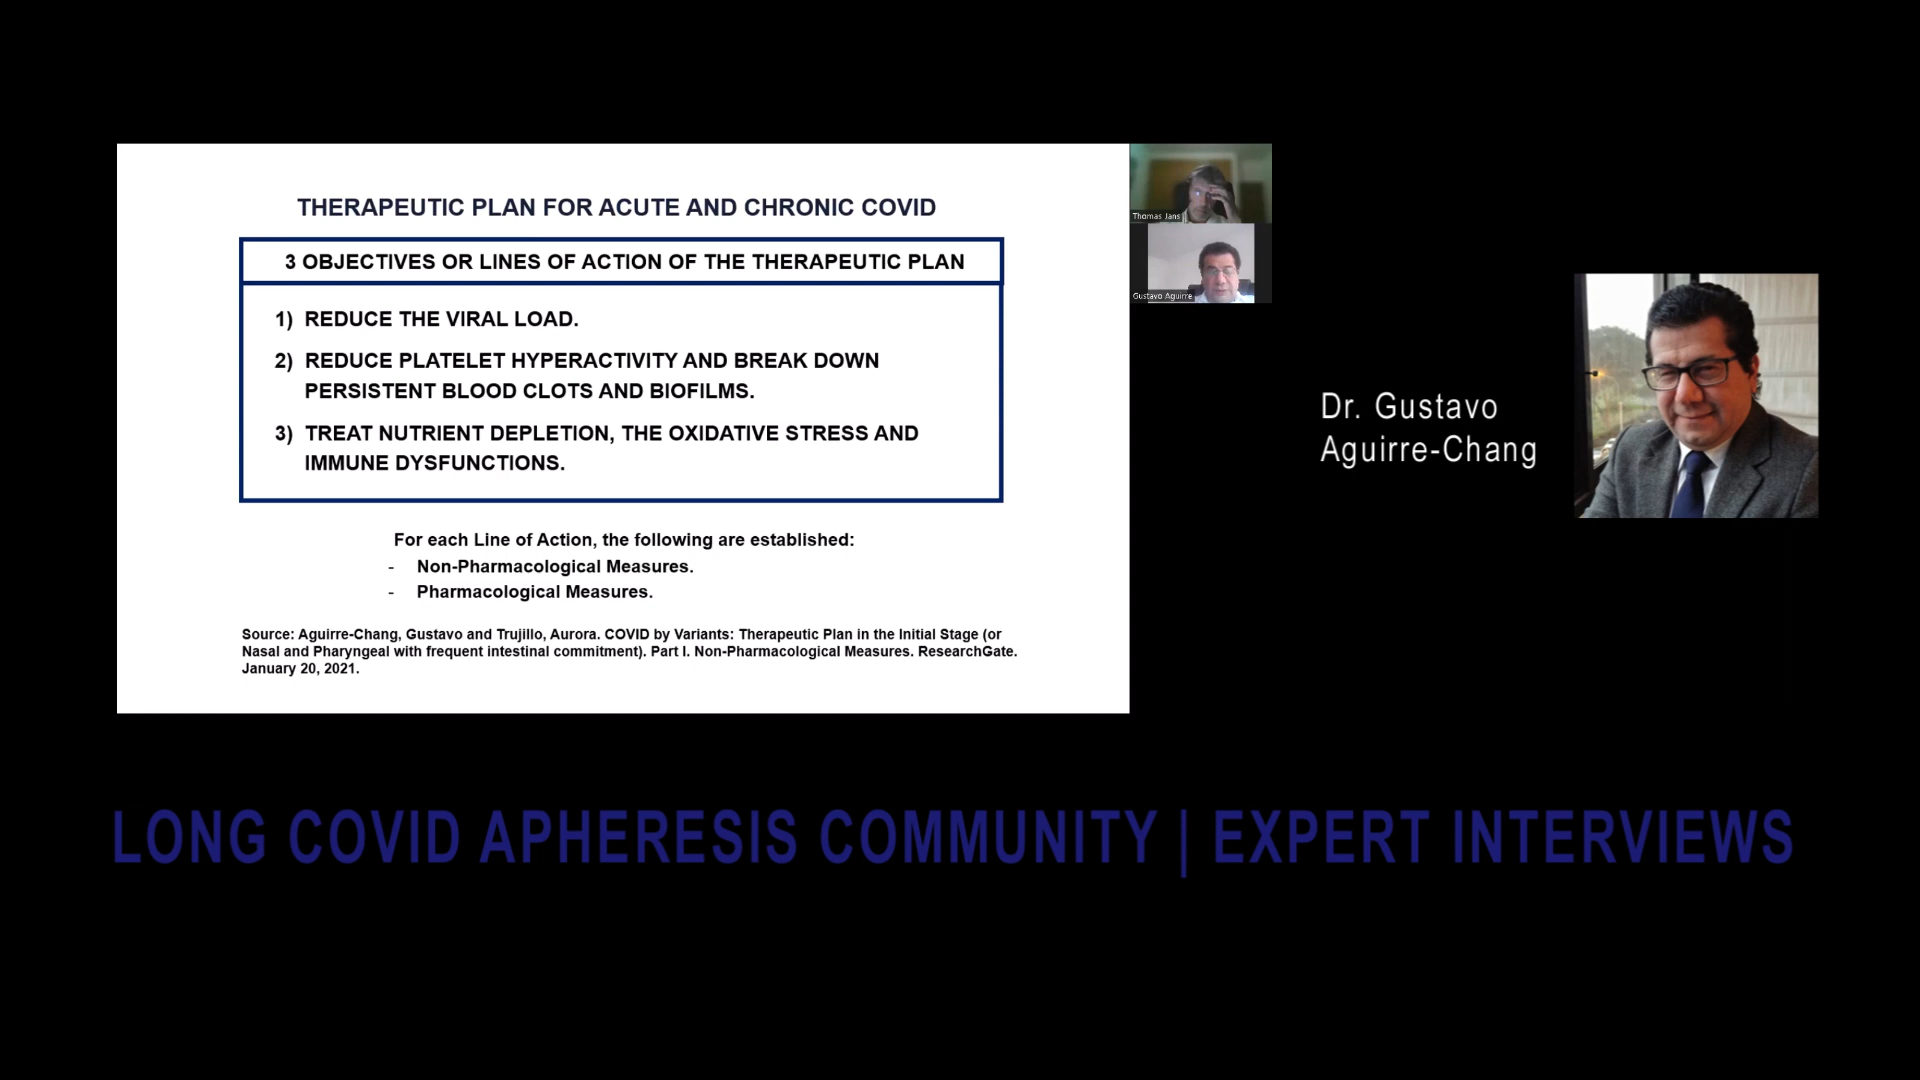 THERAPEUTIC PLAN FOR ACUTE AND CHRONIC COVID
3 OBJECTIVES OR LINES OF ACTION OF THE THERAPEUTIC PLAN
1) REDUCE THE VIRAL LOAD.
2) REDUCE PLATELET HYPERACTIVITY AND BREAK DOWN
PERSISTENT BLOOD CLOTS AND BIOFILMS.
3) TREAT NUTRIENT DEPLETION, THE OXIDATIVE STRESS AND
IMMUNE DYSFUNCTIONS.
For each Line of Action, the following are established:
- Non-Pharmacological Measures.
- Pharmacological Measures.
Source: Aguirre-Chang, Gustavo and Trujillo, Aurora. COVID by Variants: Therapeutic Plan in the Initial Stage (or
Nasal and Pharyngeal with frequent intestinal commitment). Part I. Non-Pharmacological Measures. ResearchGate.
January 20, 2021.
Thomas Jans
Gustavo Aguirre
Dr. Gustavo
Aguirre-Chang
LONG COVID APHERESIS COMMUNITY | EXPERT INTERVIEWS